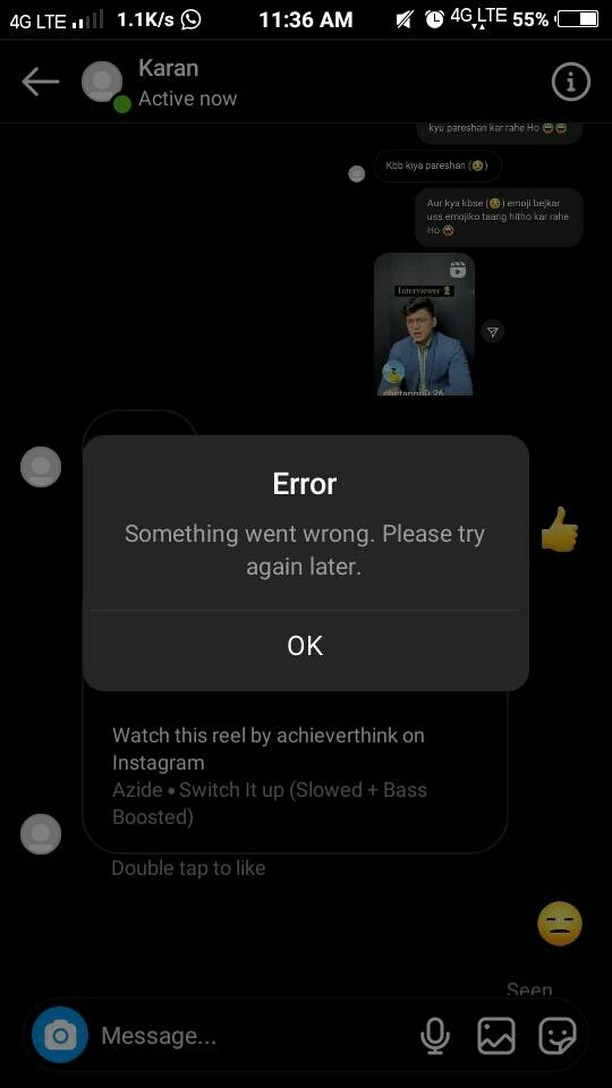 4G LTE 1.1K/s 11:36 AM 4G LTE 55%
Karan
Active now
kyu pareshan kar rahe Ho 😂😂
Kbb kiya pareshan (😣)
Aur kya kbse (😣) emoji bejkar
uss emojiko taang hitho kar rahe
Ho 😂
Interviewer
Error
Something went wrong. Please try
again later.
OK
Watch this reel by achieverthink on
Instagram
Azide • Switch It up (Slowed + Bass
Boosted)
Double tap to like
Seen
Message...